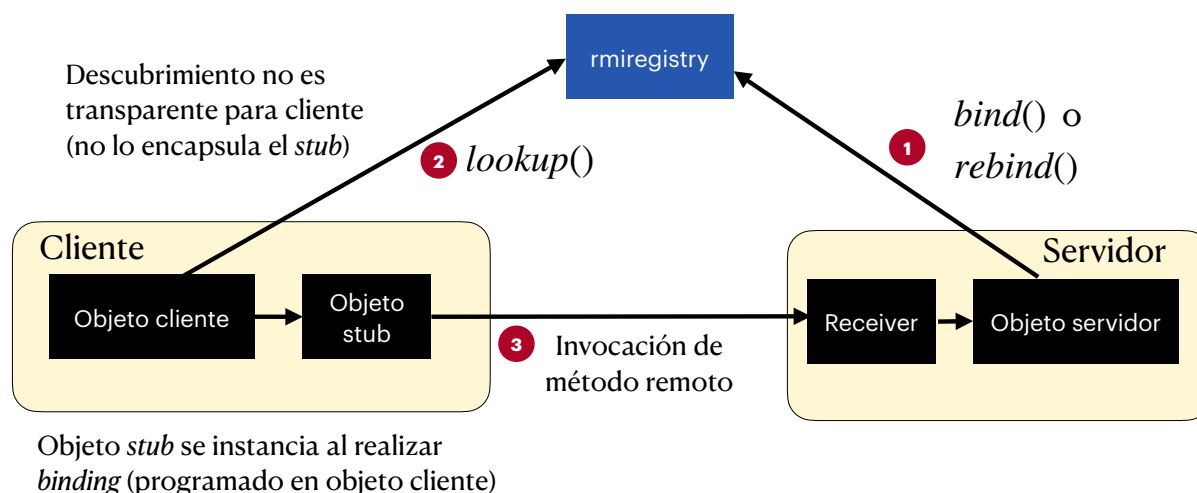 rmiregistry
Descubrimiento no es
transparente para cliente
(no lo encapsula el stub)
bind() o
rebind()
1
2 lookup()
Cliente
Servidor
Objeto cliente
Objeto
stub
Receiver
Objeto servidor
3 Invocación de
método remoto
Objeto stub se instancia al realizar
binding (programado en objeto cliente)